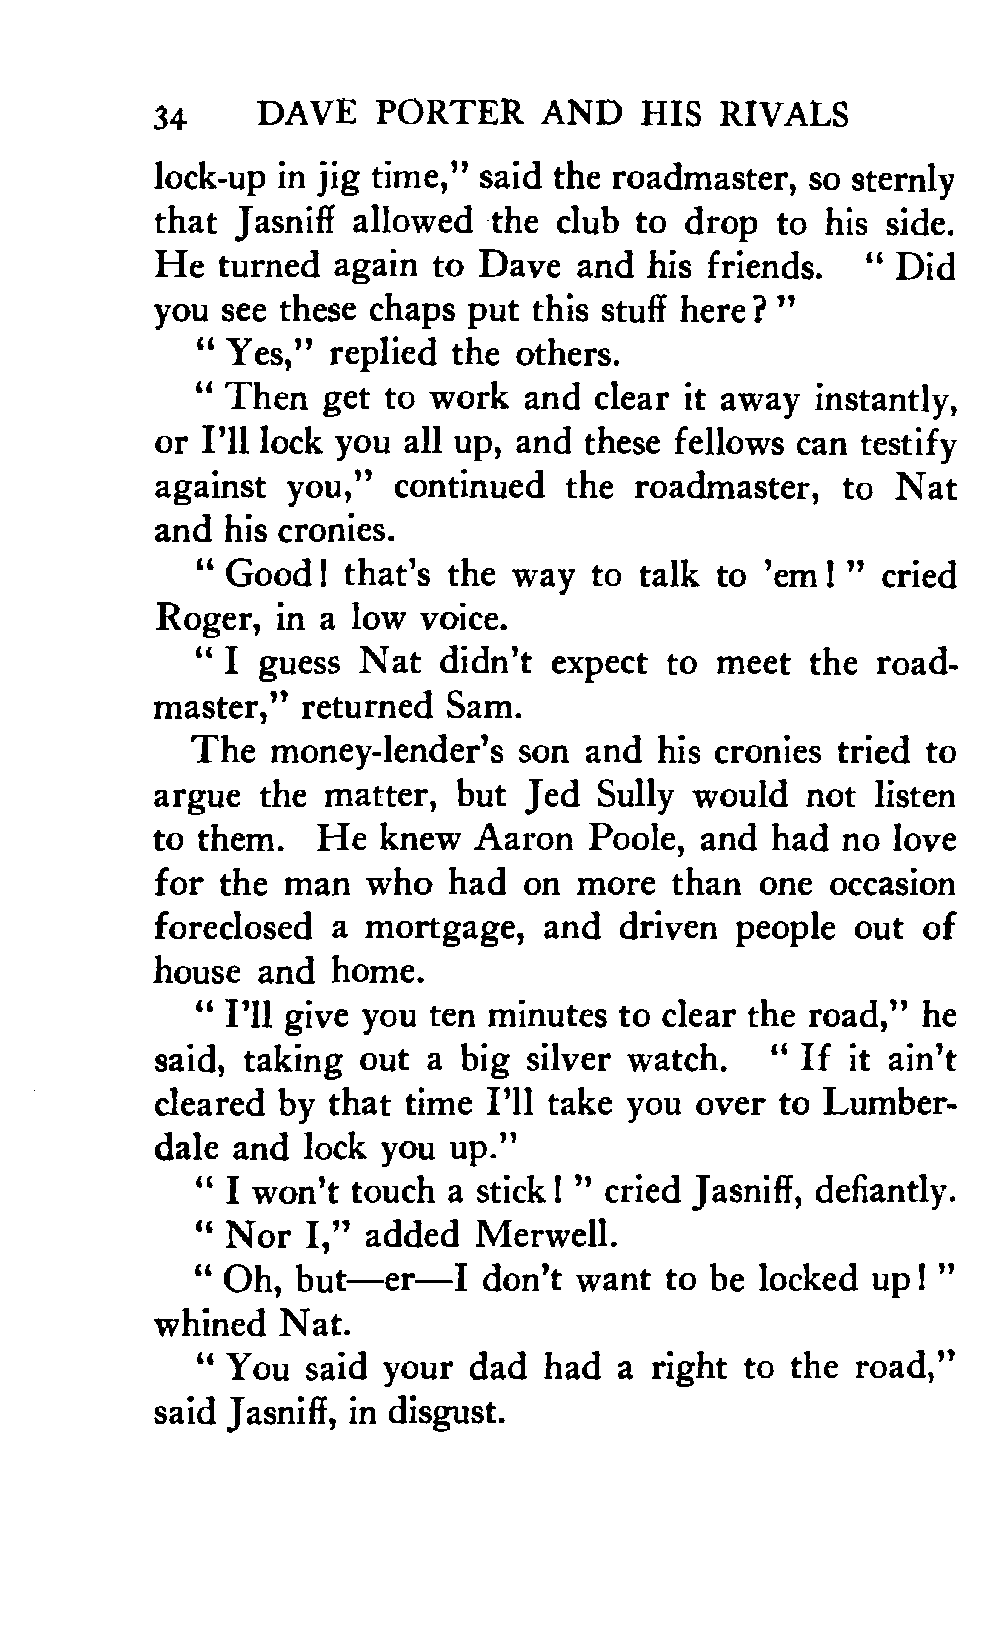 34 DAVE PORTER AND HIS RIVALS
lock-up in jig time," said the roadmaster, so sternly
that Jasniff allowed the club to drop to his side.
He turned again to Dave and his friends. " Did
you see these chaps put this stuff here? "
" Yes," replied the others.
" Then get to work and clear it away instantly,
or I'll lock you all up, and these fellows can testify
against you," continued the roadmaster, to Nat
and his cronies.
" Good! that's the way to talk to 'em! " cried
Roger, in a low voice.
" I guess Nat didn't expect to meet the road-
master," returned Sam.
The money-lender's son and his cronies tried to
argue the matter, but Jed Sully would not listen
to them. He knew Aaron Poole, and had no love
for the man who had on more than one occasion
foreclosed a mortgage, and driven people out of
house and home.
" I'll give you ten minutes to clear the road," he
said, taking out a big silver watch. " If it ain't
cleared by that time I'll take you over to Lumber-
dale and lock you up."
" I won't touch a stick! " cried Jasniff, defiantly.
" Nor I," added Merwell.
" Oh, but—er—I don't want to be locked up! "
whined Nat.
" You said your dad had a right to the road,"
said Jasniff, in disgust.